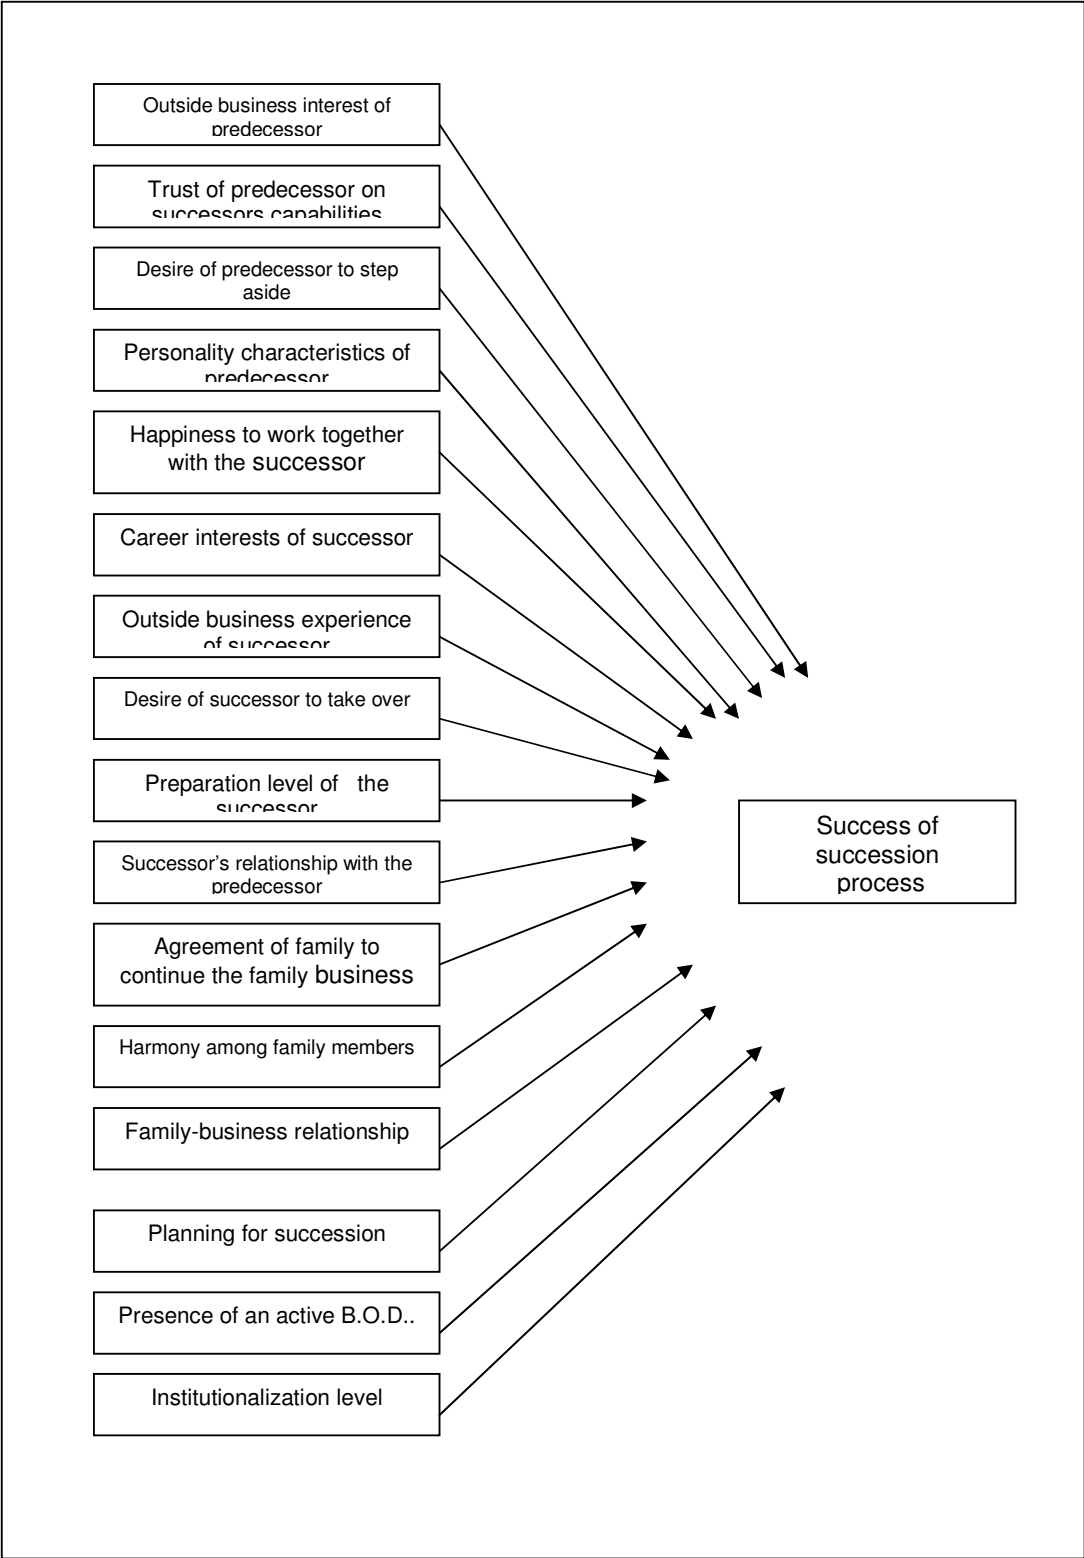 Outside business interest of
predecessor
Trust of predecessor on
successors capabilities
Desire of predecessor to step
aside
Personality characteristics of
predecessor
Happiness to work together
with the successor
Career interests of successor
Outside business experience
of successor
Desire of successor to take over
Preparation level of   the
successor
Successor’s relationship with the
predecessor
Agreement of family to
continue the family business
Harmony among family members
Family-business relationship
Planning for succession
Presence of an active B.O.D..
Institutionalization level
Success of
succession
process